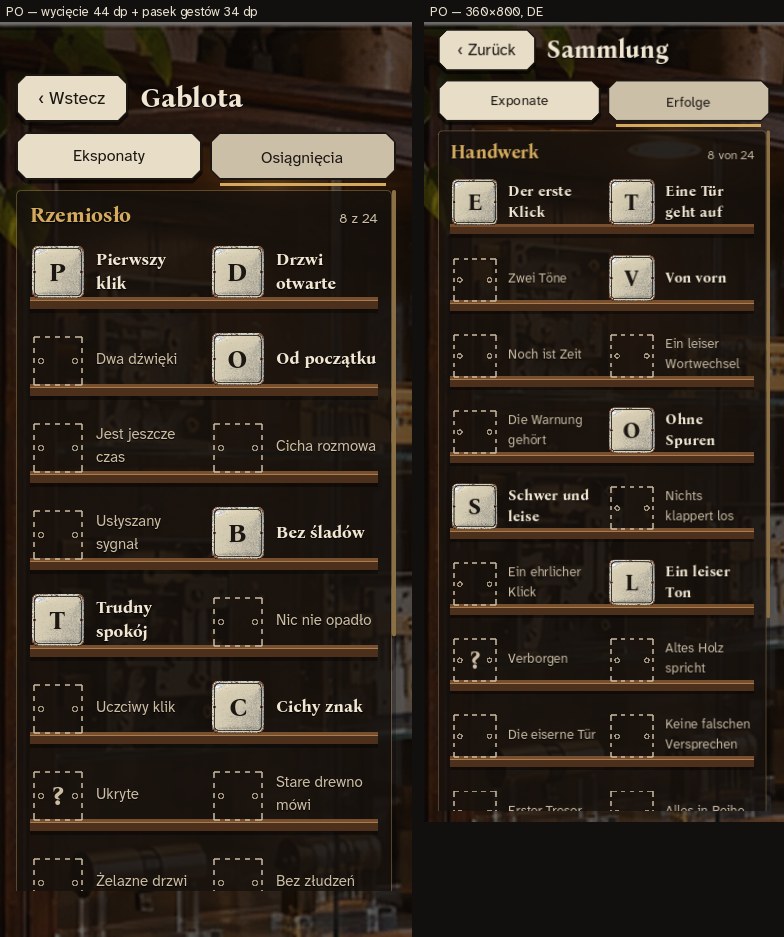 PO — wycięcie 44 dp + pasek gestów 34 dp
‹ Wstecz
Gablota
Eksponaty
Osiągnięcia
Rzemiosło
8 z 24
P
Pierwszy
klik
D
Drzwi
otwarte
Dwa dźwięki
O
Od początku
Jest jeszcze
czas
Cicha rozmowa
Usłyszany
sygnał
B
Bez śladów
T
Trudny
spokój
Nic nie opadło
Uczciwy klik
C
Cichy znak
?
Ukryte
Stare drewno
mówi
Żelazne drzwi
Bez złudzeń
PO — 360×800, DE
‹ Zurück
Sammlung
Exponate
Erfolge
Handwerk
8 von 24
E
Der erste
Klick
T
Eine Tür
geht auf
Zwei Töne
V
Von vorn
Noch ist Zeit
Ein leiser
Wortwechsel
Die Warnung
gehört
O
Ohne
Spuren
S
Schwer und
leise
Nichts
klappert los
Ein ehrlicher
Klick
L
Ein leiser
Ton
?
Verborgen
Altes Holz
spricht
Die eiserne Tür
Keine falschen
Versprechen
Erster Tresor
Alles in Reihe